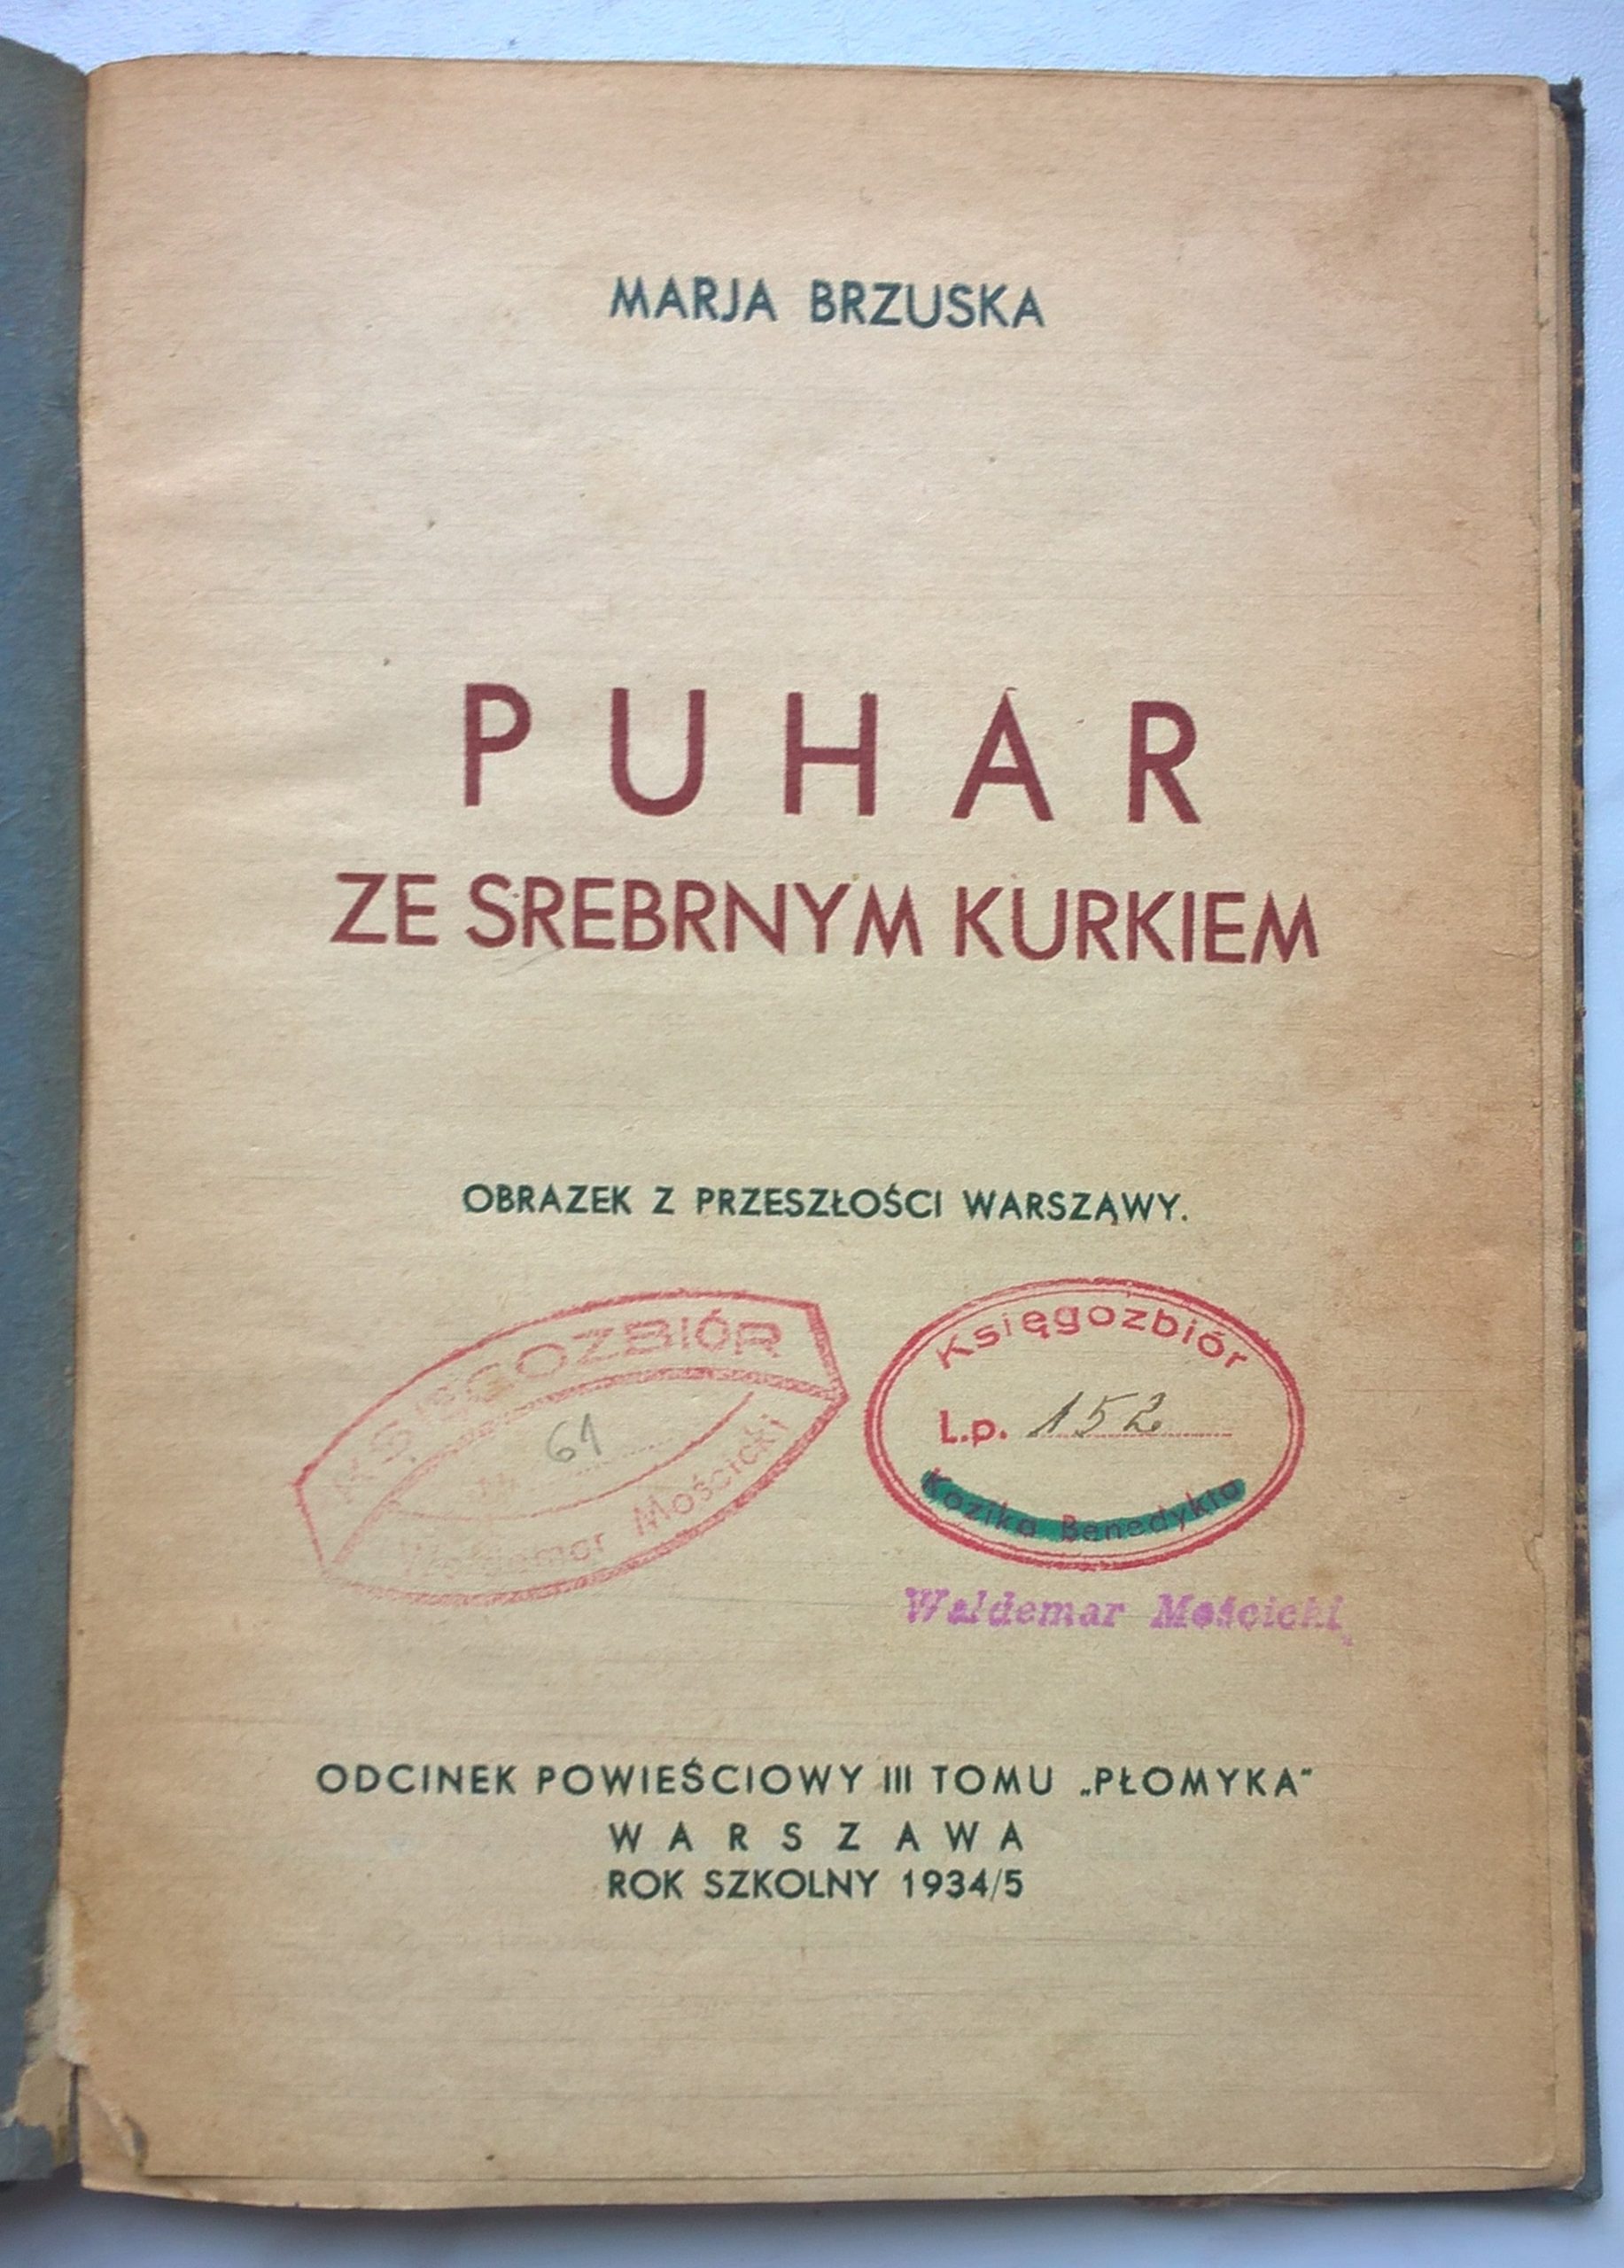 MARJA BRZUSKA
PUHAR
ZE SREBRNYM KURKIEM
OBRAZEK Z PRZESZŁOŚCI WARSZAWY.
KSIĘGOZBIÓR
61
Waldemar Mościcki
Księgozbiór
L.p. 152
Kozika Benedykta
Waldemar Mościcki
ODCINEK POWIEŚCIOWY III TOMU „PŁOMYKA"
WARSZAWA
ROK SZKOLNY 1934/5